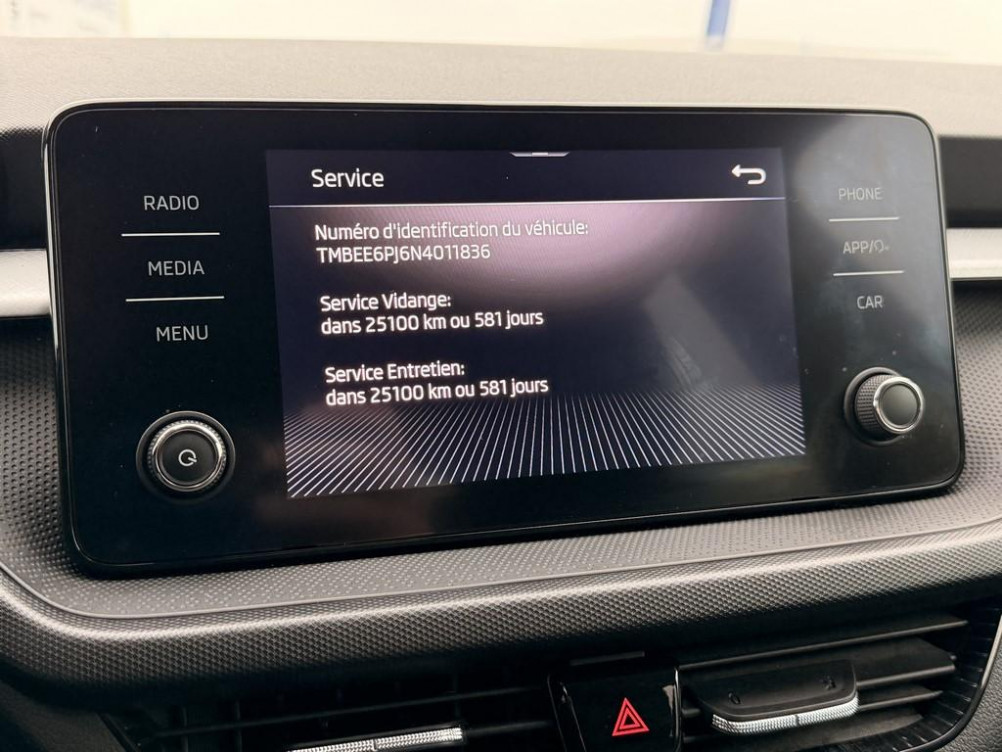 Service
RADIO
MEDIA
MENU
Numéro d'identification du véhicule:
TMBEE6PJ6N4011836
Service Vidange:
dans 25100 km ou 581 jours
Service Entretien:
dans 25100 km ou 581 jours
PHONE
APP/
CAR